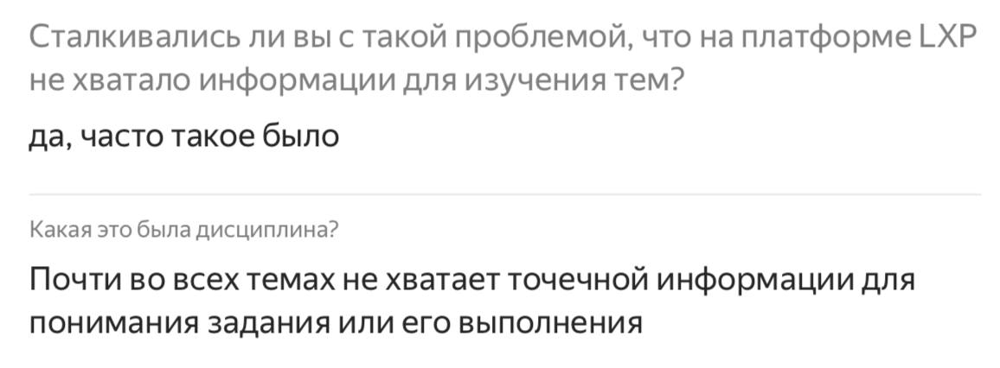 Сталкивались ли вы с такой проблемой, что на платформе LXP
не хватало информации для изучения тем?
да, часто такое было
Какая это была дисциплина?
Почти во всех темах не хватает точечной информации для
понимания задания или его выполнения